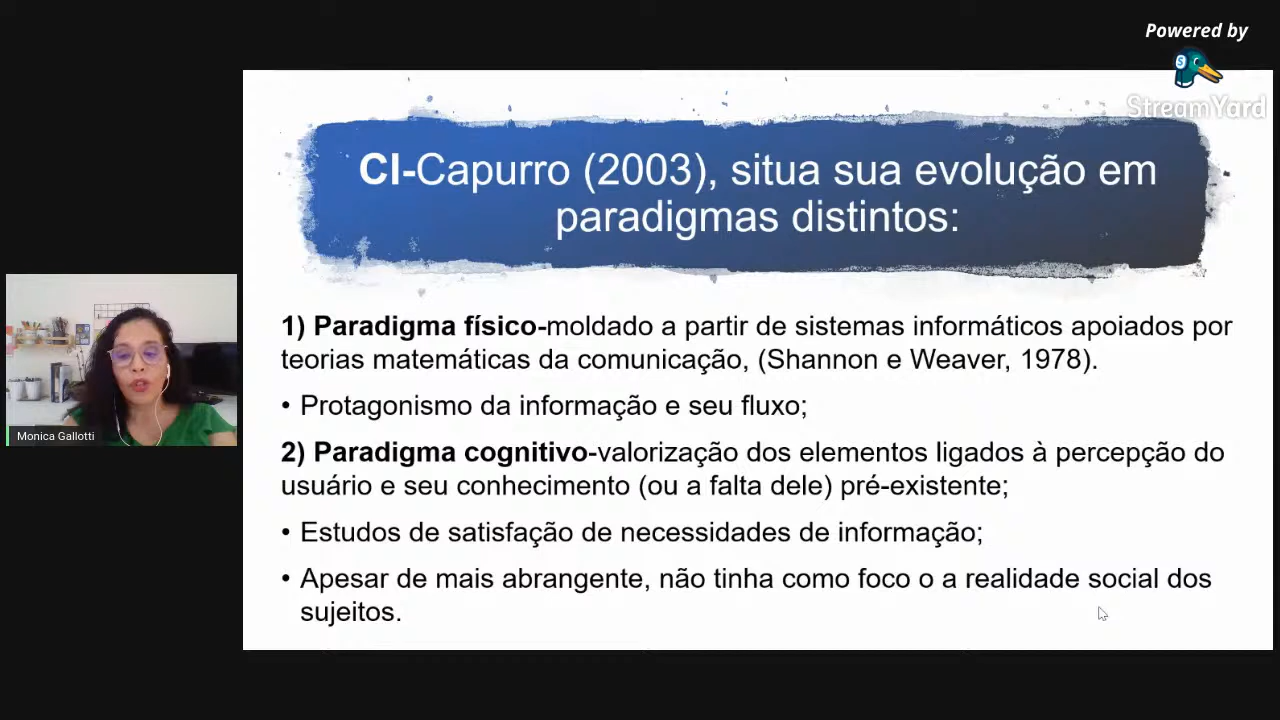 Powered by
StreamYard
CI-Capurro (2003), situa sua evolução em
paradigmas distintos:
1) Paradigma físico-moldado a partir de sistemas informáticos apoiados por
teorias matemáticas da comunicação, (Shannon e Weaver, 1978).
• Protagonismo da informação e seu fluxo;
2) Paradigma cognitivo-valorização dos elementos ligados à percepção do
usuário e seu conhecimento (ou a falta dele) pré-existente;
• Estudos de satisfação de necessidades de informação;
• Apesar de mais abrangente, não tinha como foco o a realidade social dos
sujeitos.
Monica Gallotti